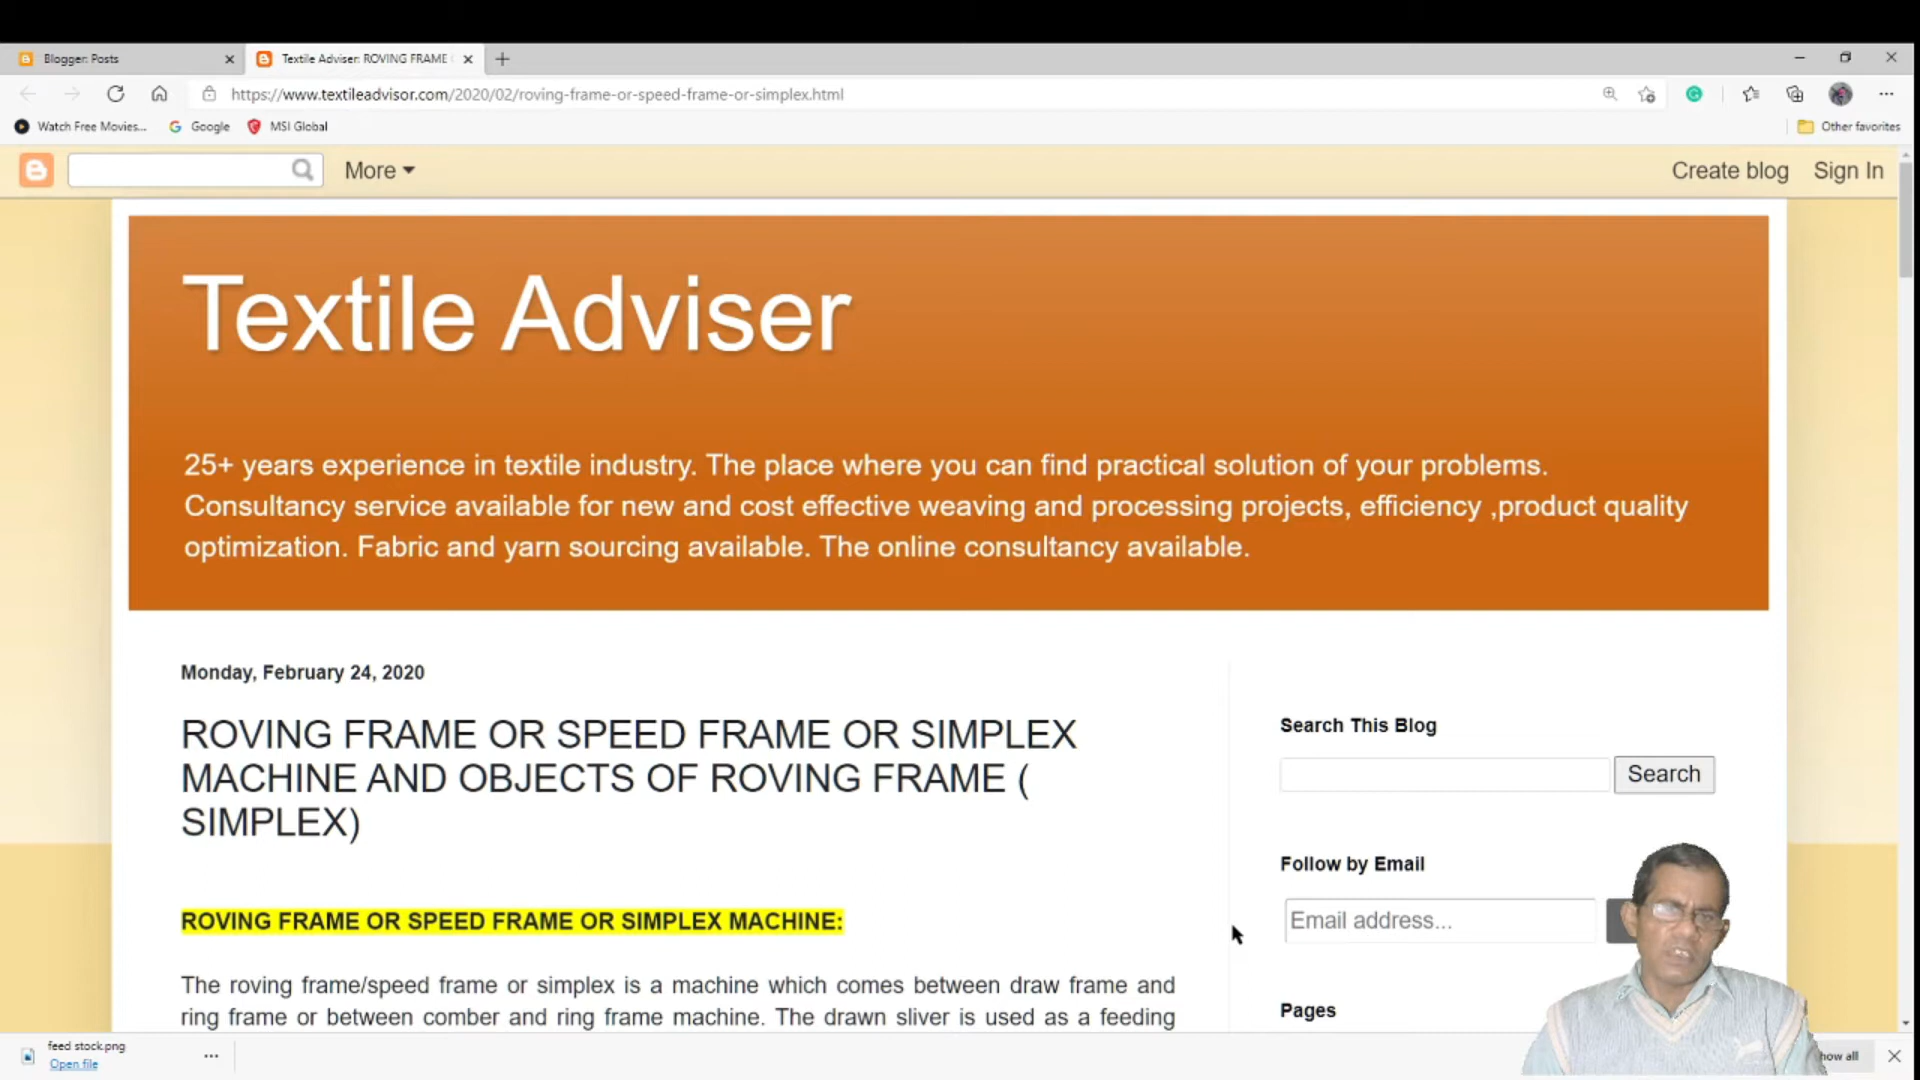 Blogger: Posts
Textile Adviser: ROVING FRAME
https://www.textileadvisor.com/2020/02/roving-frame-or-speed-frame-or-simplex.html
Watch Free Movies...
Google
MSI Global
Other favorites
More
Create blog
Sign In
Textile Adviser
25+ years experience in textile industry. The place where you can find practical solution of your problems.
Consultancy service available for new and cost effective weaving and processing projects, efficiency ,product quality
optimization. Fabric and yarn sourcing available. The online consultancy available.
Monday, February 24, 2020
ROVING FRAME OR SPEED FRAME OR SIMPLEX
MACHINE AND OBJECTS OF ROVING FRAME (
SIMPLEX)
ROVING FRAME OR SPEED FRAME OR SIMPLEX MACHINE:
The roving frame/speed frame or simplex is a machine which comes between draw frame and
ring frame or between comber and ring frame machine. The drawn sliver is used as a feeding
Search This Blog
Search
Follow by Email
Email address...
Pages
feed stock.png
Open file
how all